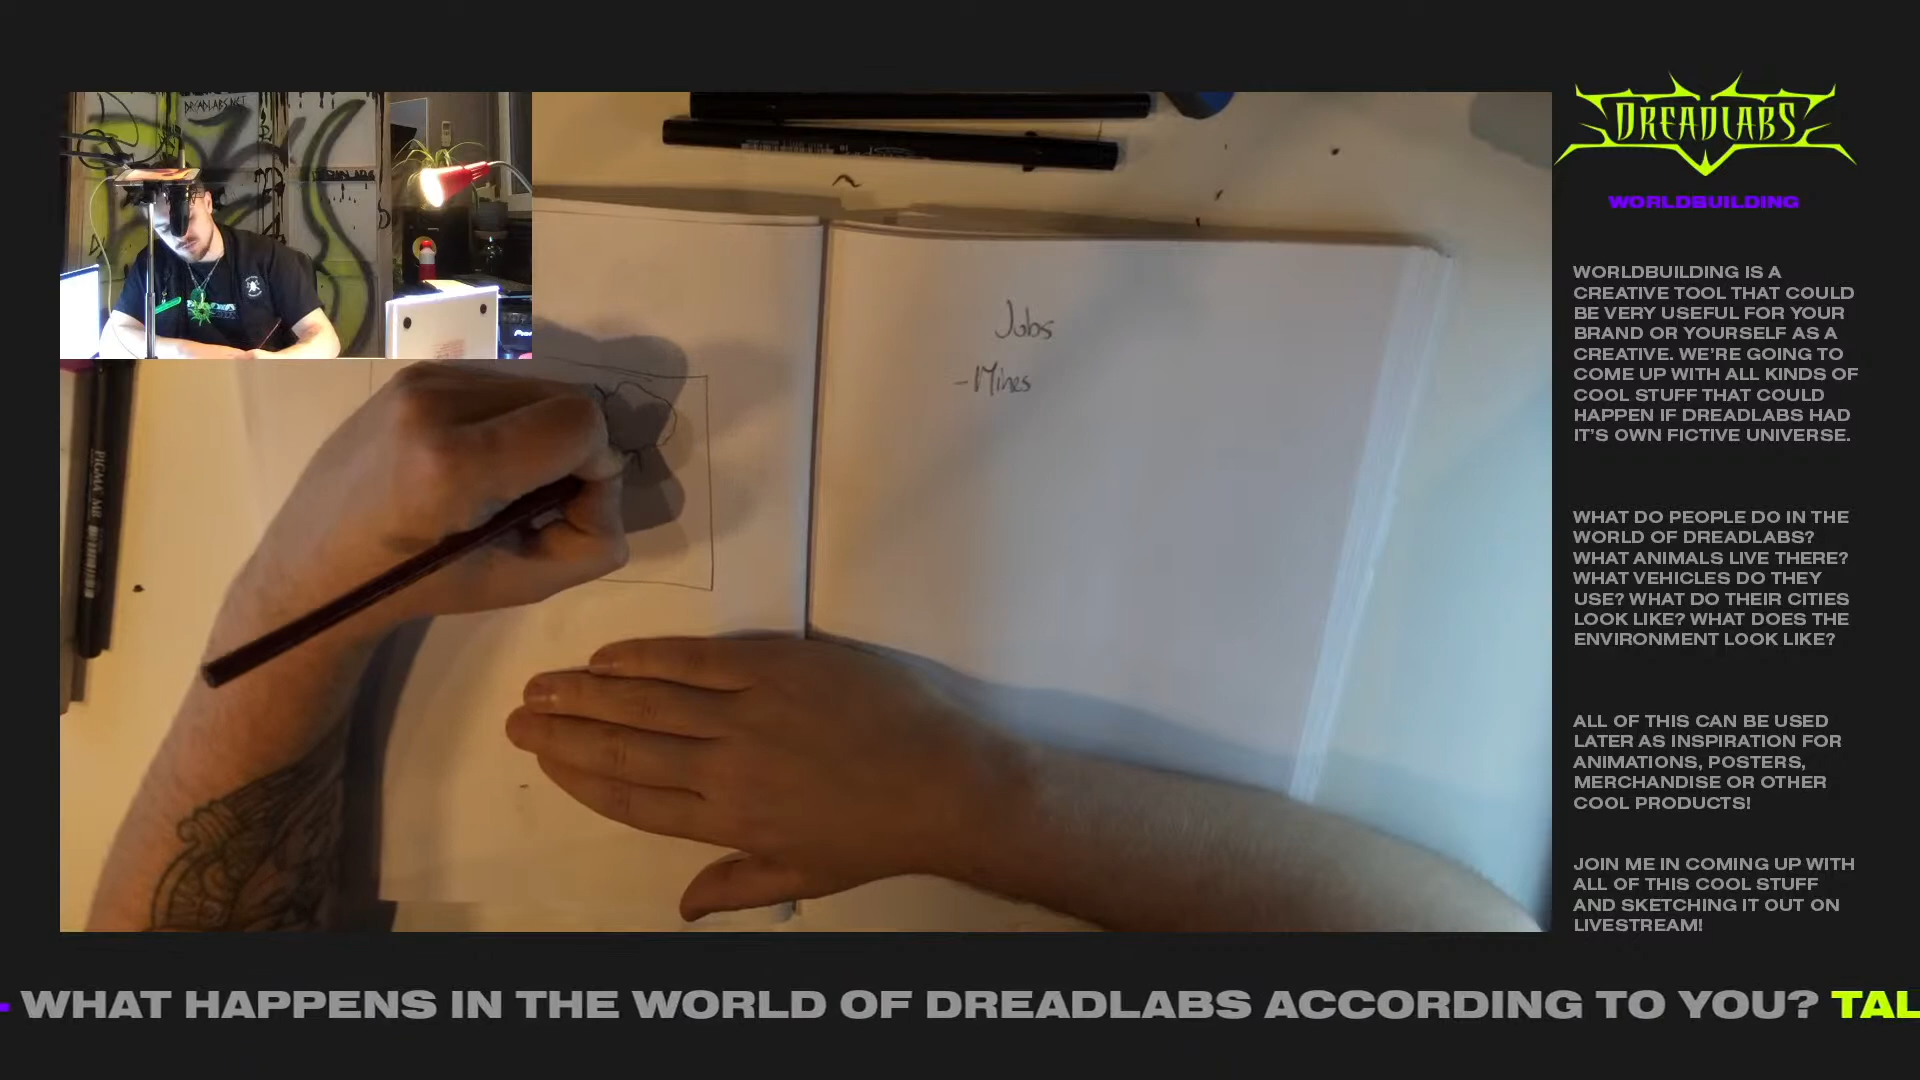 DREADLABS.NET
DREADLABS
WORLDBUILDING
WORLDBUILDING IS A
CREATIVE TOOL THAT COULD
BE VERY USEFUL FOR YOUR
BRAND OR YOURSELF AS A
CREATIVE. WE'RE GOING TO
COME UP WITH ALL KINDS OF
COOL STUFF THAT COULD
HAPPEN IF DREADLABS HAD
IT'S OWN FICTIVE UNIVERSE.
WHAT DO PEOPLE DO IN THE
WORLD OF DREADLABS?
WHAT ANIMALS LIVE THERE?
WHAT VEHICLES DO THEY
USE? WHAT DO THEIR CITIES
LOOK LIKE? WHAT DOES THE
ENVIRONMENT LOOK LIKE?
ALL OF THIS CAN BE USED
LATER AS INSPIRATION FOR
ANIMATIONS, POSTERS,
MERCHANDISE OR OTHER
COOL PRODUCTS!
JOIN ME IN COMING UP WITH
ALL OF THIS COOL STUFF
AND SKETCHING IT OUT ON
LIVESTREAM!
Jobs
- Mines
PIGMA MB
- WHAT HAPPENS IN THE WORLD OF DREADLABS ACCORDING TO YOU? TAL